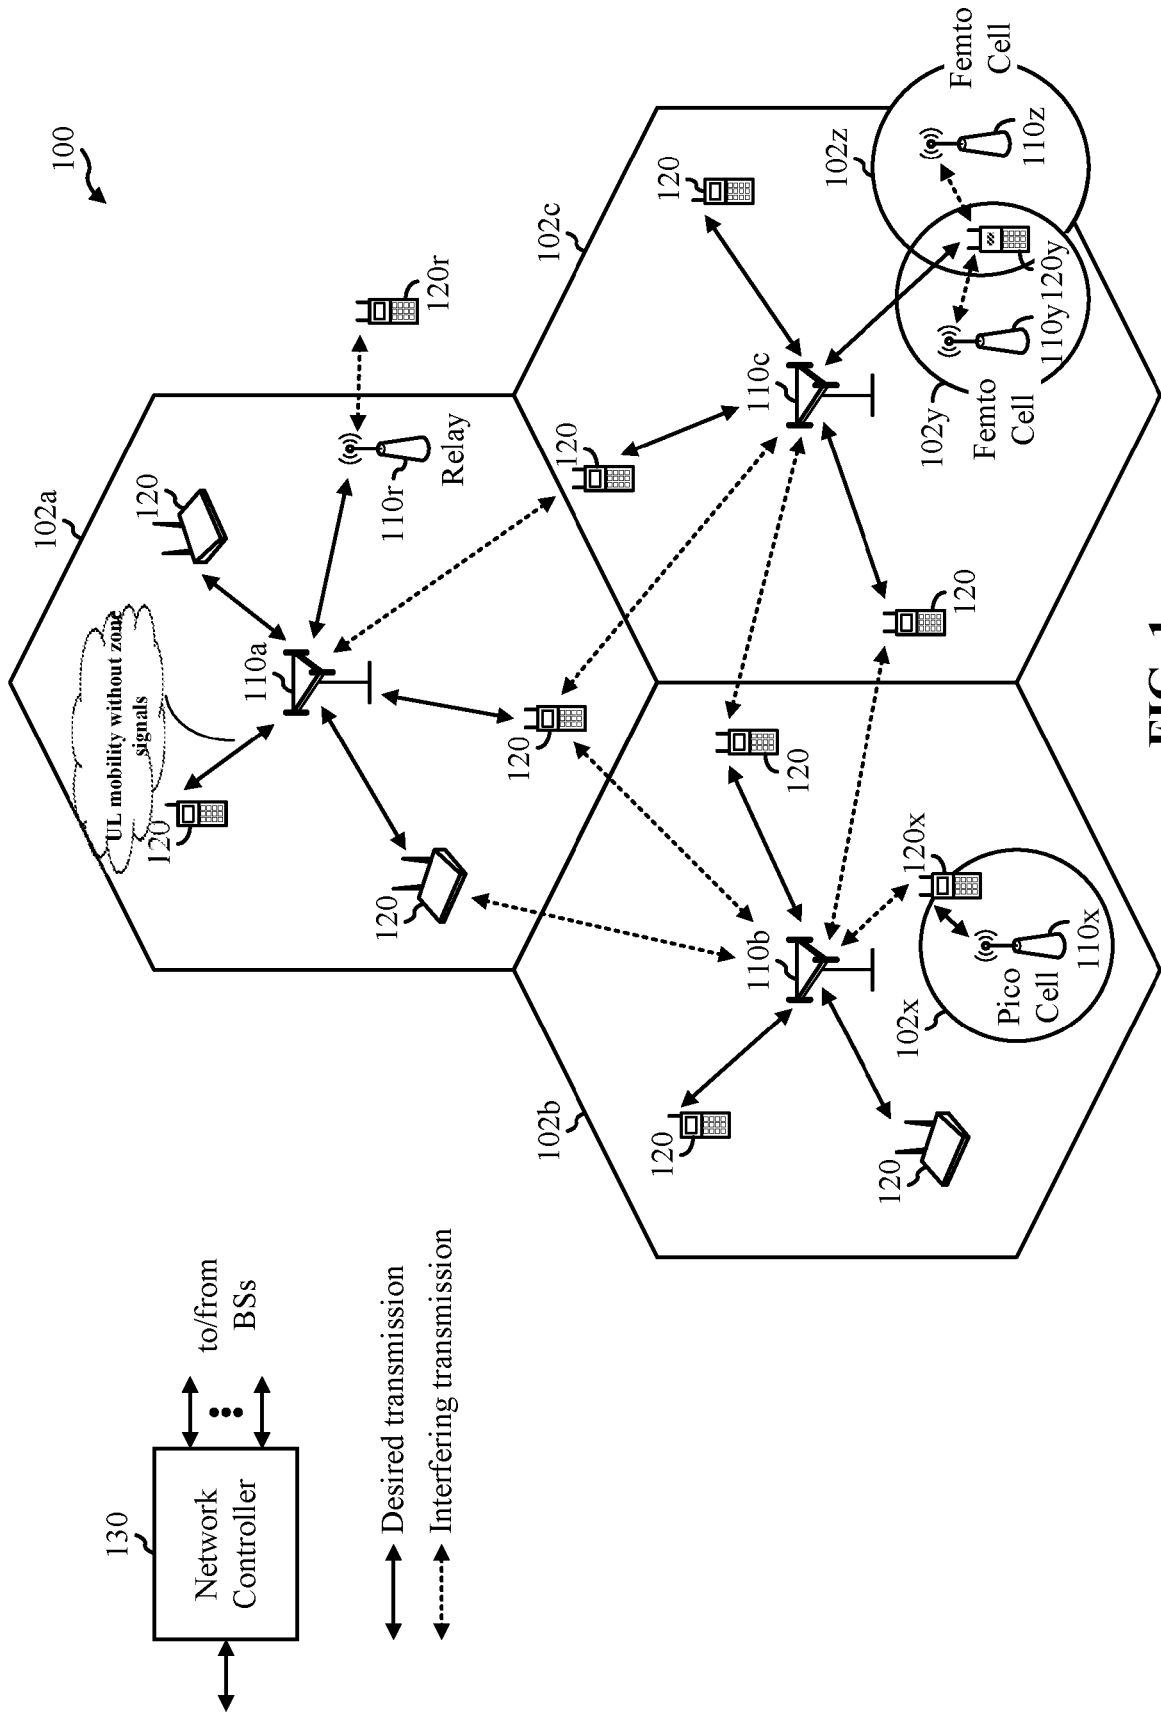 100
130
Network
Controller
to/from
BSs
Desired transmission
Interfering transmission
102a
UL mobility without zone
signals
120
120
110a
120
110r
Relay
120r
120
120
102b
102c
120
120
110b
120
110c
120
120
120
102x
Pico
Cell
120x
110x
102y
Femto
Cell
110y
120y
102z
110z
Femto
Cell
FIG. 1